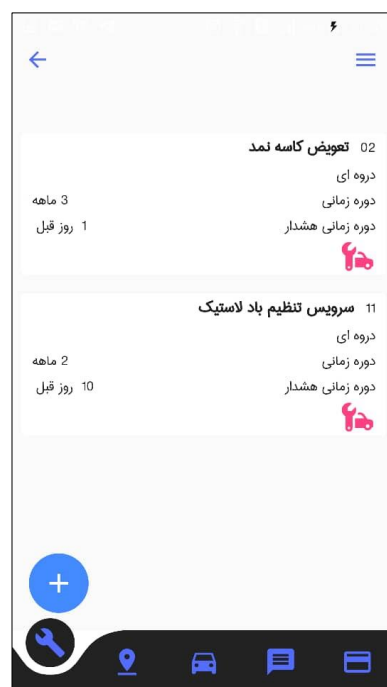 02 تعویض کاسه نمد
دروه ای
دوره زمانی 3 ماهه
دوره زمانی هشدار 1 روز قبل
11 سرویس تنظیم باد لاستیک
دروه ای
دوره زمانی 2 ماهه
دوره زمانی هشدار 10 روز قبل